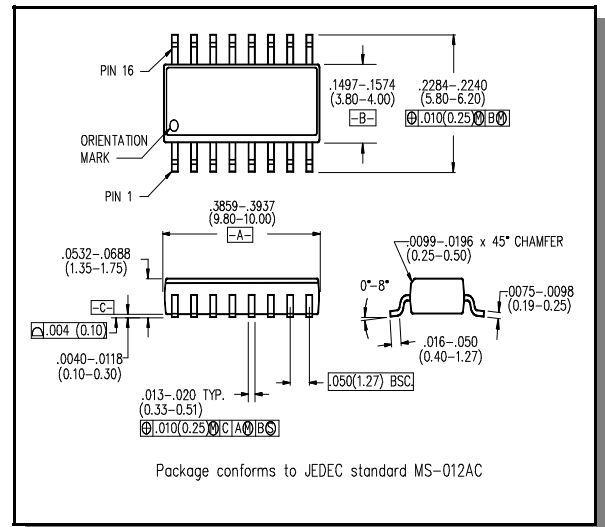 PIN 16
.1497–.1574
(3.80–4.00)
-B-
.2284–.2240
(5.80–6.20)
⌖ .010(0.25)Ⓜ BⓂ
ORIENTATION
MARK
PIN 1
.3859–.3937
(9.80–10.00)
-A-
.0532–.0688
(1.35–1.75)
-C-
.004 (0.10)
.0040–.0118
(0.10–0.30)
.013–.020 TYP.
(0.33–0.51)
⌖ .010(0.25)Ⓜ C AⓂ BⓈ
.050(1.27) BSC.
.0099–.0196 x 45° CHAMFER
(0.25–0.50)
0°-8°
.0075–.0098
(0.19–0.25)
.016–.050
(0.40–1.27)
Package conforms to JEDEC standard MS-012AC